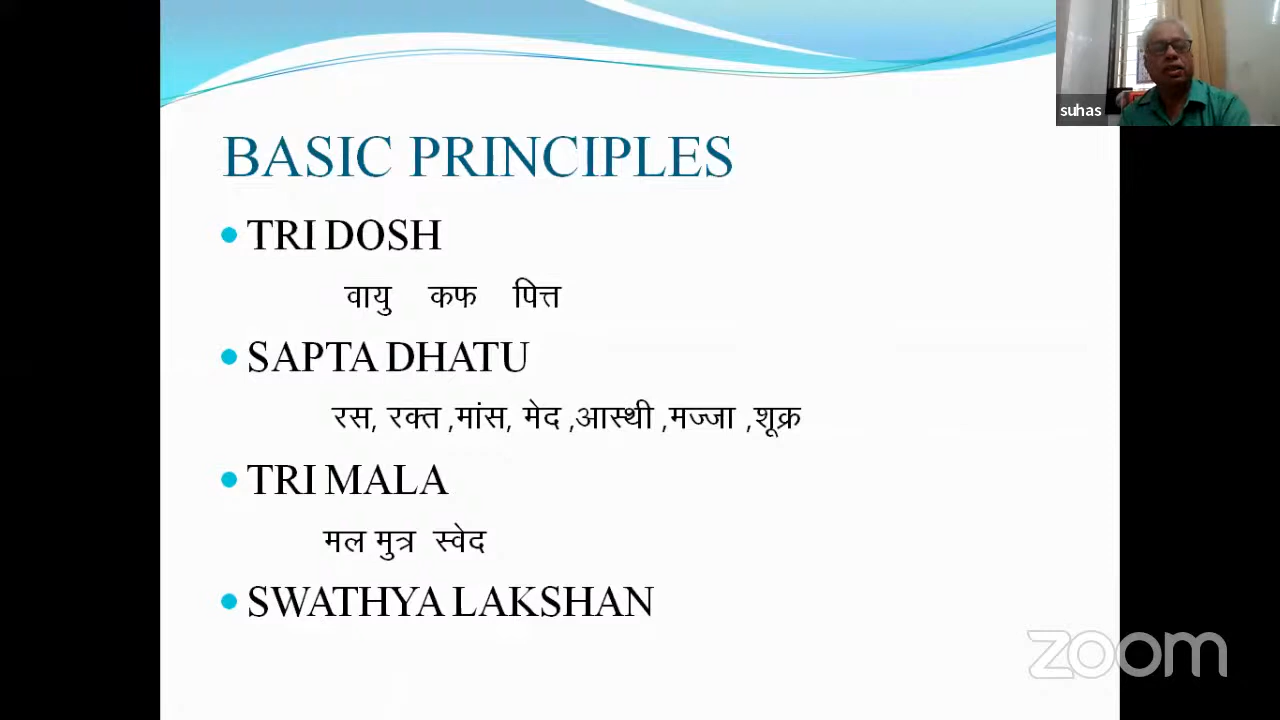 suhas
BASIC PRINCIPLES
TRI DOSH
वायु कफ पित्त
SAPTA DHATU
रस, रक्त ,मांस, मेद ,आस्थी ,मज्जा ,शूक्र
TRI MALA
मल मुत्र स्वेद
SWATHYA LAKSHAN
zoom